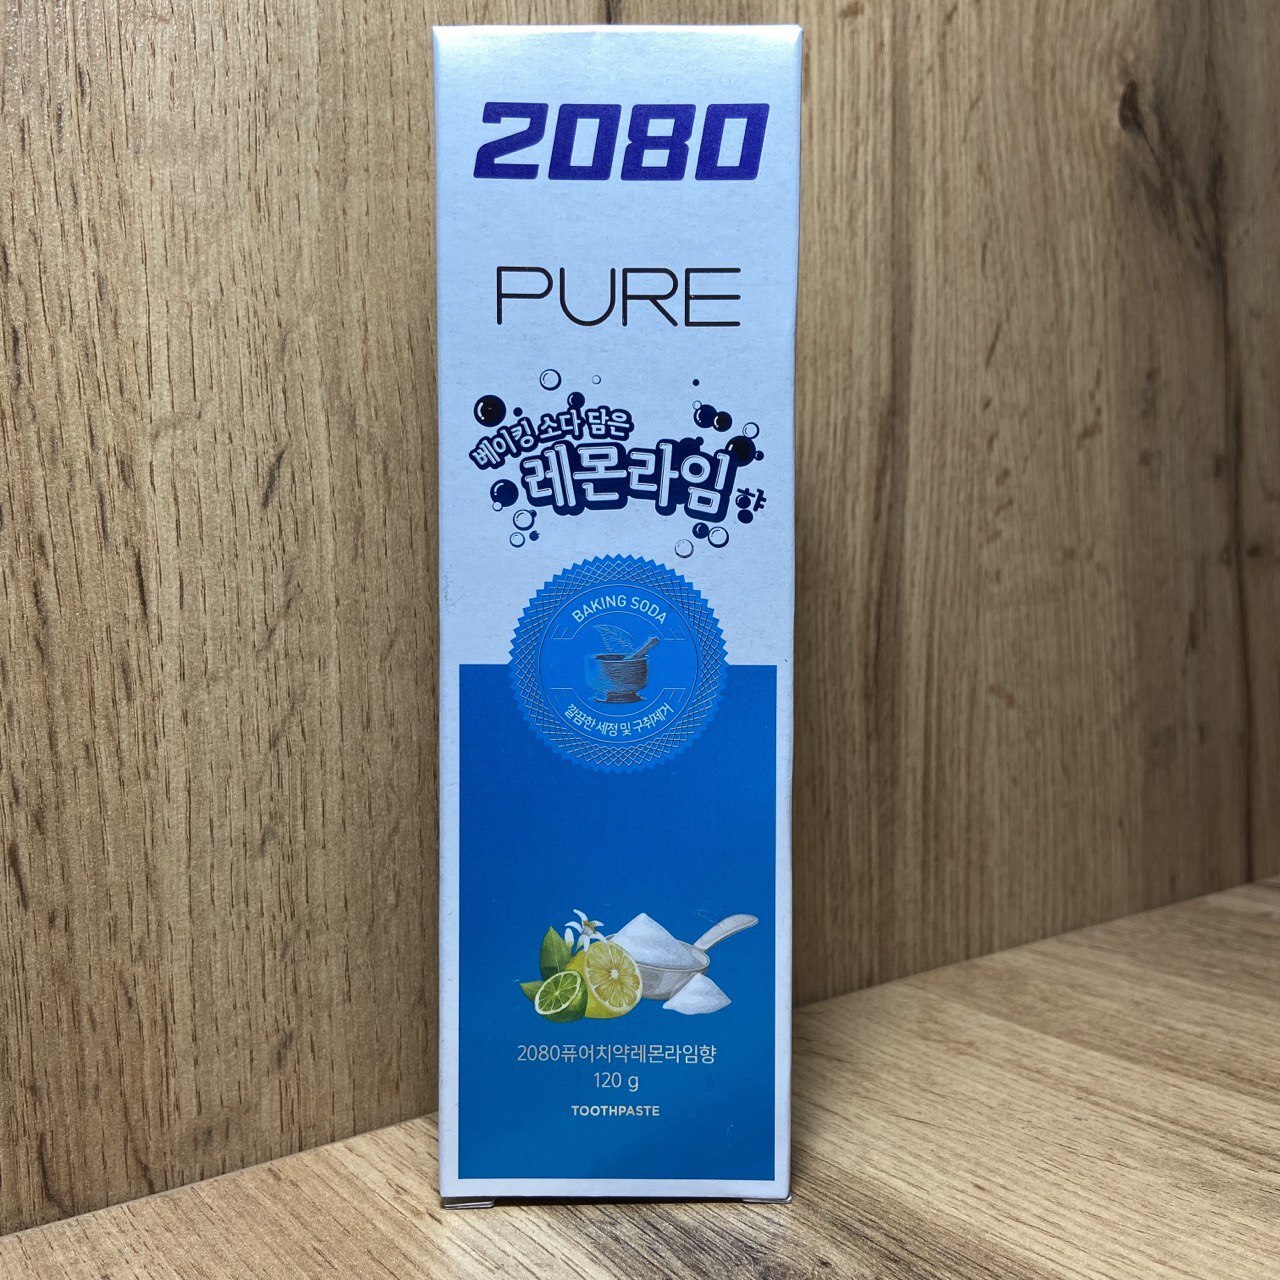 2080
PURE
베이킹 소다 담은
레몬라임향
BAKING SODA
깔끔한 세정 및 구취제거
2080퓨어치약레몬라임향
120 g
TOOTHPASTE